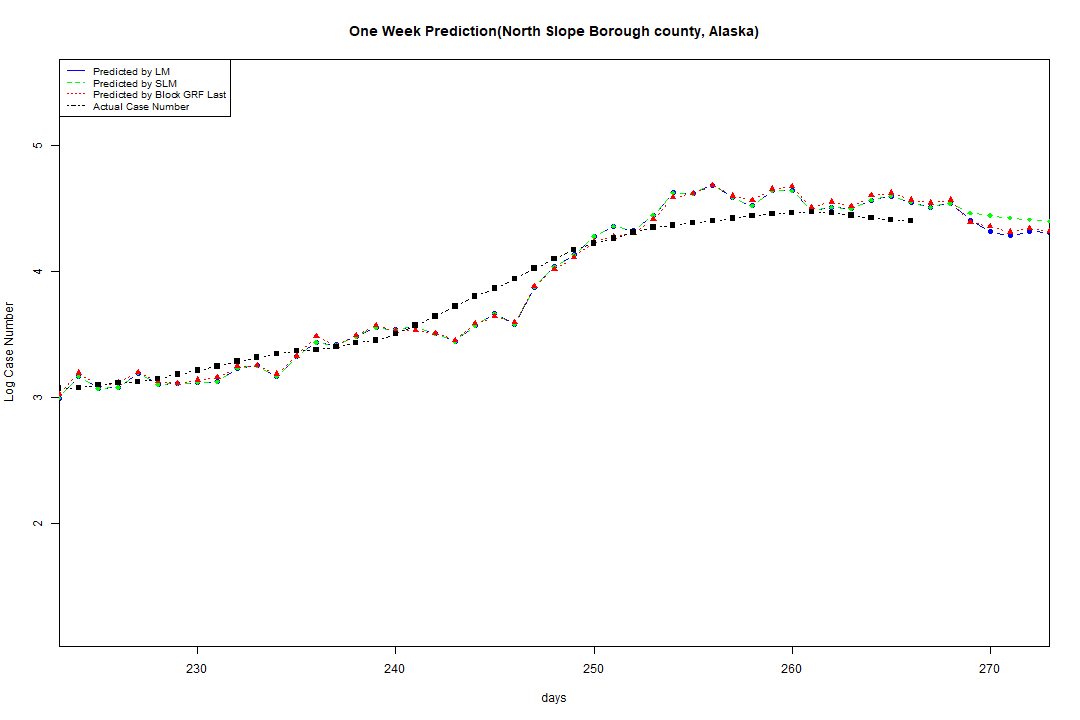 One Week Prediction(North Slope Borough county, Alaska)
Predicted by LM
Predicted by SLM
Predicted by Block GRF Last
Actual Case Number
5
4
3
2
Log Case Number
230 240 250 260 270
days